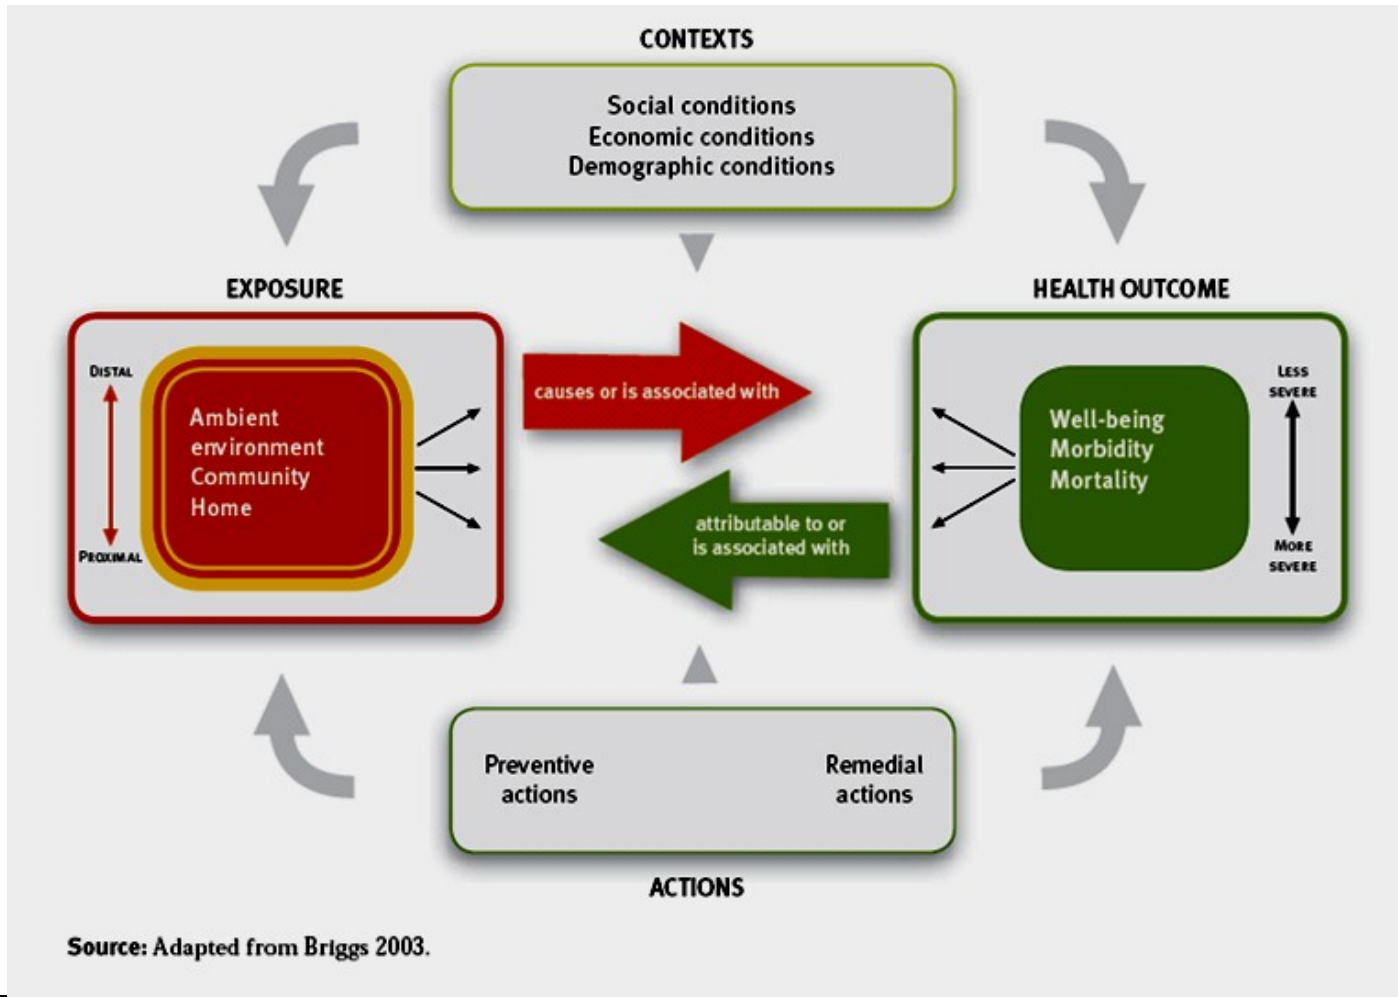 CONTEXTS
Social conditions
Economic conditions
Demographic conditions
EXPOSURE
HEALTH OUTCOME
DISTAL
PROXIMAL
Ambient
environment
Community
Home
causes or is associated with
attributable to or
is associated with
Well-being
Morbidity
Mortality
LESS
SEVERE
MORE
SEVERE
Preventive
actions
Remedial
actions
ACTIONS
Source: Adapted from Briggs 2003.